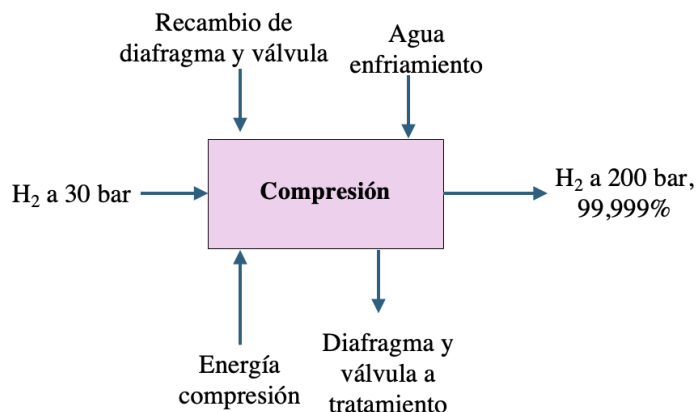 Recambio de
diafragma y válvula
Agua
enfriamiento
H₂ a 30 bar
Compresión
H₂ a 200 bar,
99,999%
Energía
compresión
Diafragma y
válvula a
tratamiento